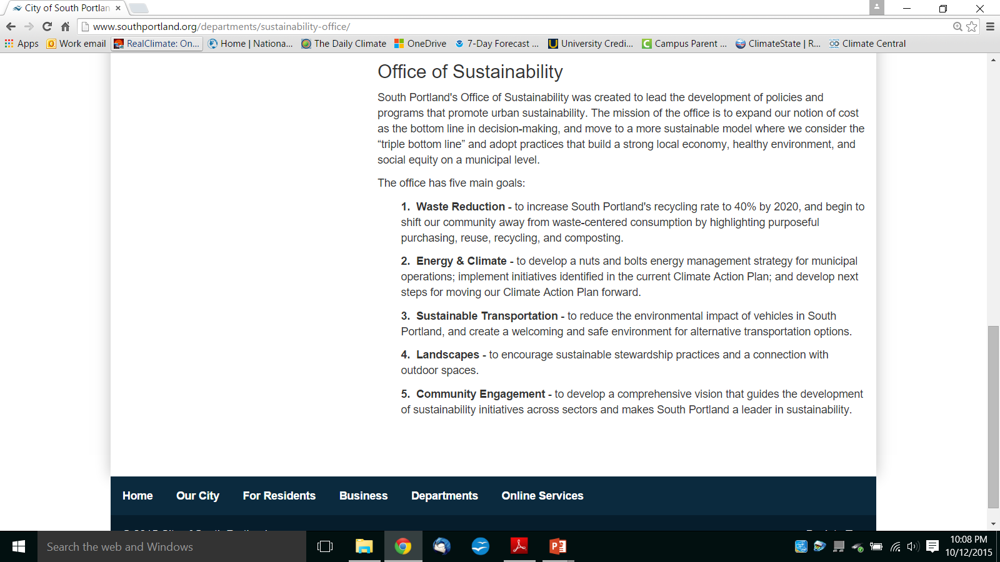 City of South Portlan
www.southportland.org/departments/sustainability-office/
Apps Work email RealClimate: On... Home | Nationa... The Daily Climate OneDrive 7-Day Forecast ... University Credi... Campus Parent ... ClimateState | R... Climate Central
Office of Sustainability
South Portland's Office of Sustainability was created to lead the development of policies and
programs that promote urban sustainability. The mission of the office is to expand our notion of cost
as the bottom line in decision-making, and move to a more sustainable model where we consider the
“triple bottom line” and adopt practices that build a strong local economy, healthy environment, and
social equity on a municipal level.
The office has five main goals:
1. Waste Reduction - to increase South Portland's recycling rate to 40% by 2020, and begin to
shift our community away from waste-centered consumption by highlighting purposeful
purchasing, reuse, recycling, and composting.
2. Energy & Climate - to develop a nuts and bolts energy management strategy for municipal
operations; implement initiatives identified in the current Climate Action Plan; and develop next
steps for moving our Climate Action Plan forward.
3. Sustainable Transportation - to reduce the environmental impact of vehicles in South
Portland, and create a welcoming and safe environment for alternative transportation options.
4. Landscapes - to encourage sustainable stewardship practices and a connection with
outdoor spaces.
5. Community Engagement - to develop a comprehensive vision that guides the development
of sustainability initiatives across sectors and makes South Portland a leader in sustainability.
Home Our City For Residents Business Departments Online Services
Search the web and Windows
10:08 PM
10/12/2015